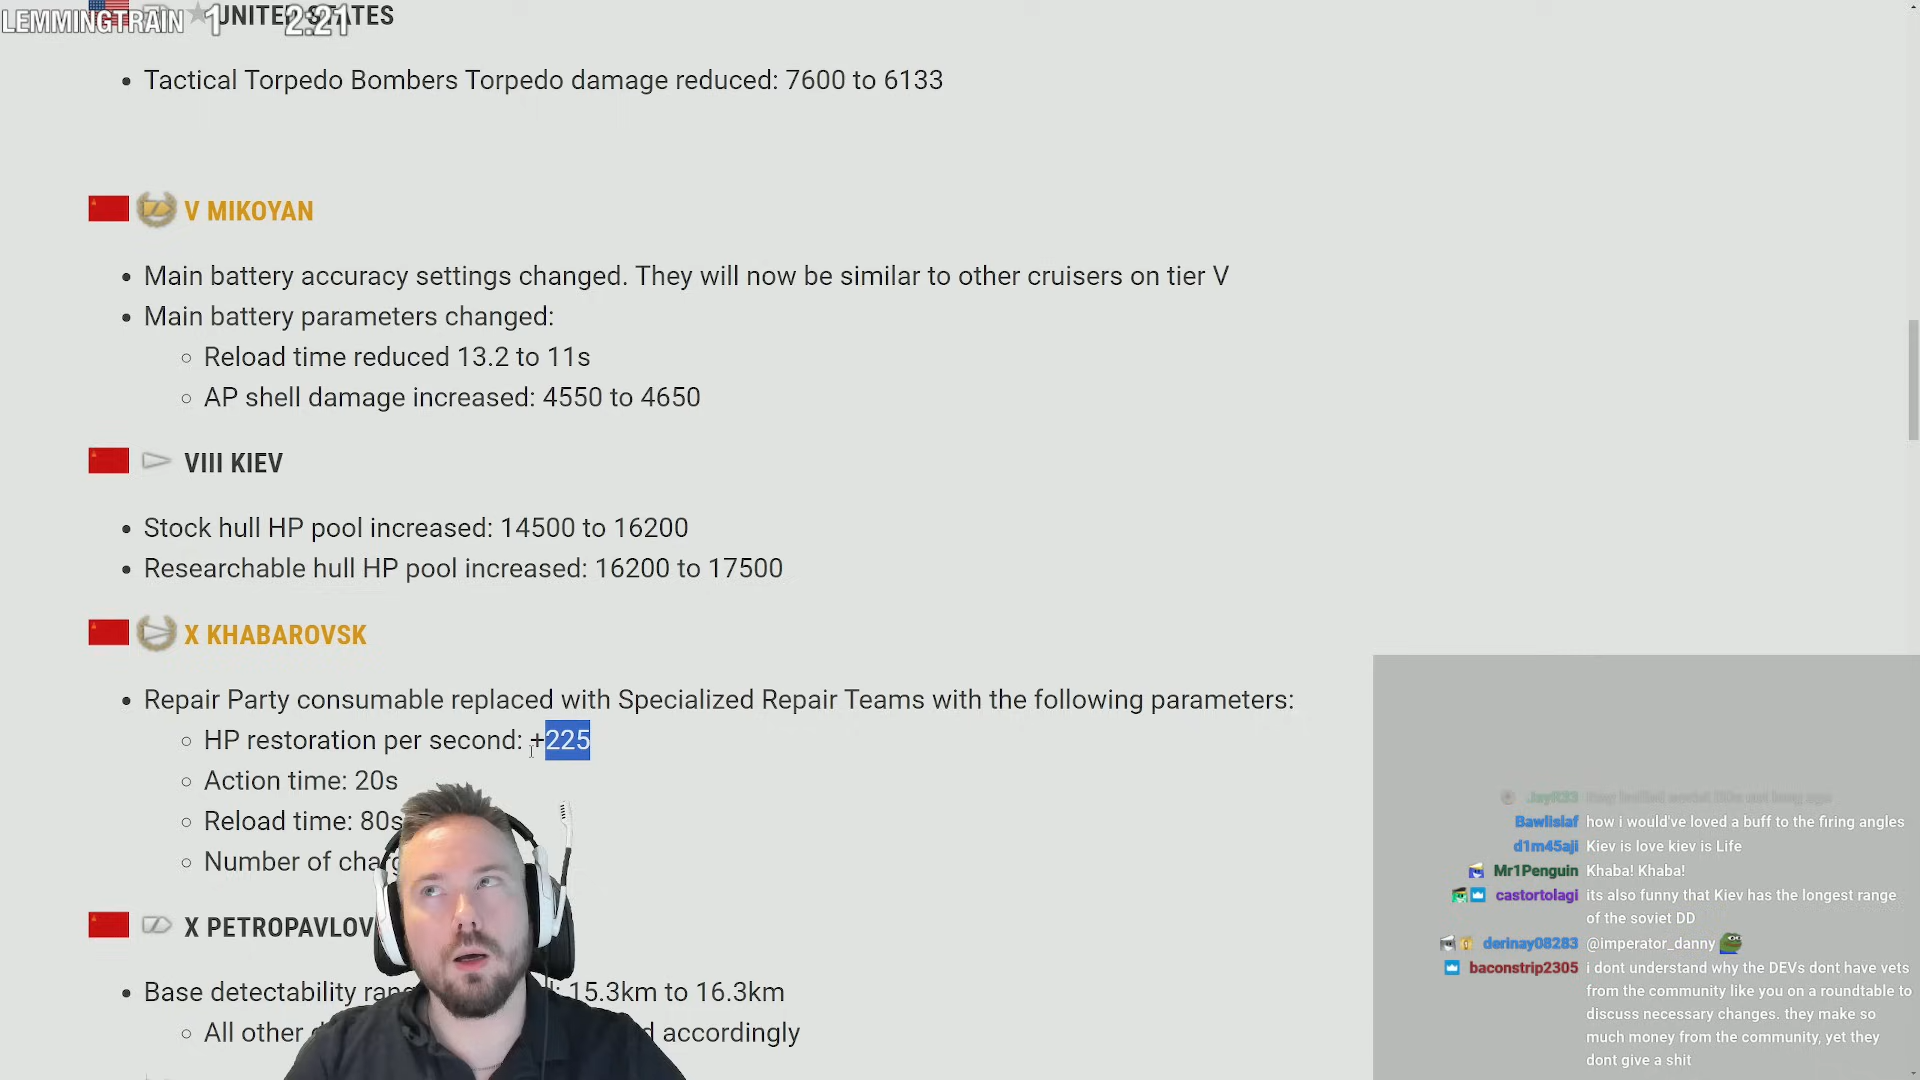 UNITED STATES
LEMMINGTRAIN 1 2:21
Tactical Torpedo Bombers Torpedo damage reduced: 7600 to 6133
V MIKOYAN
Main battery accuracy settings changed. They will now be similar to other cruisers on tier V
Main battery parameters changed:
Reload time reduced 13.2 to 11s
AP shell damage increased: 4550 to 4650
VIII KIEV
Stock hull HP pool increased: 14500 to 16200
Researchable hull HP pool increased: 16200 to 17500
X KHABAROVSK
Repair Party consumable replaced with Specialized Repair Teams with the following parameters:
HP restoration per second: +225
Action time: 20s
Reload time: 80s
Number of
X PETROPAVLOV
Base detectability : 15.3km to 16.3km
All other accordingly
JayR33
Bawlislaf how i would've loved a buff to the firing angles
d1m45aji Kiev is love kiev is Life
Mr1Penguin Khaba! Khaba!
castortolagi its also funny that Kiev has the longest range
of the soviet DD
derinay08283 @imperator_danny
baconstrip2305 i dont understand why the DEVs dont have vets
from the community like you on a roundtable to
discuss necessary changes. they make so
much money from the community, yet they
dont give a shit